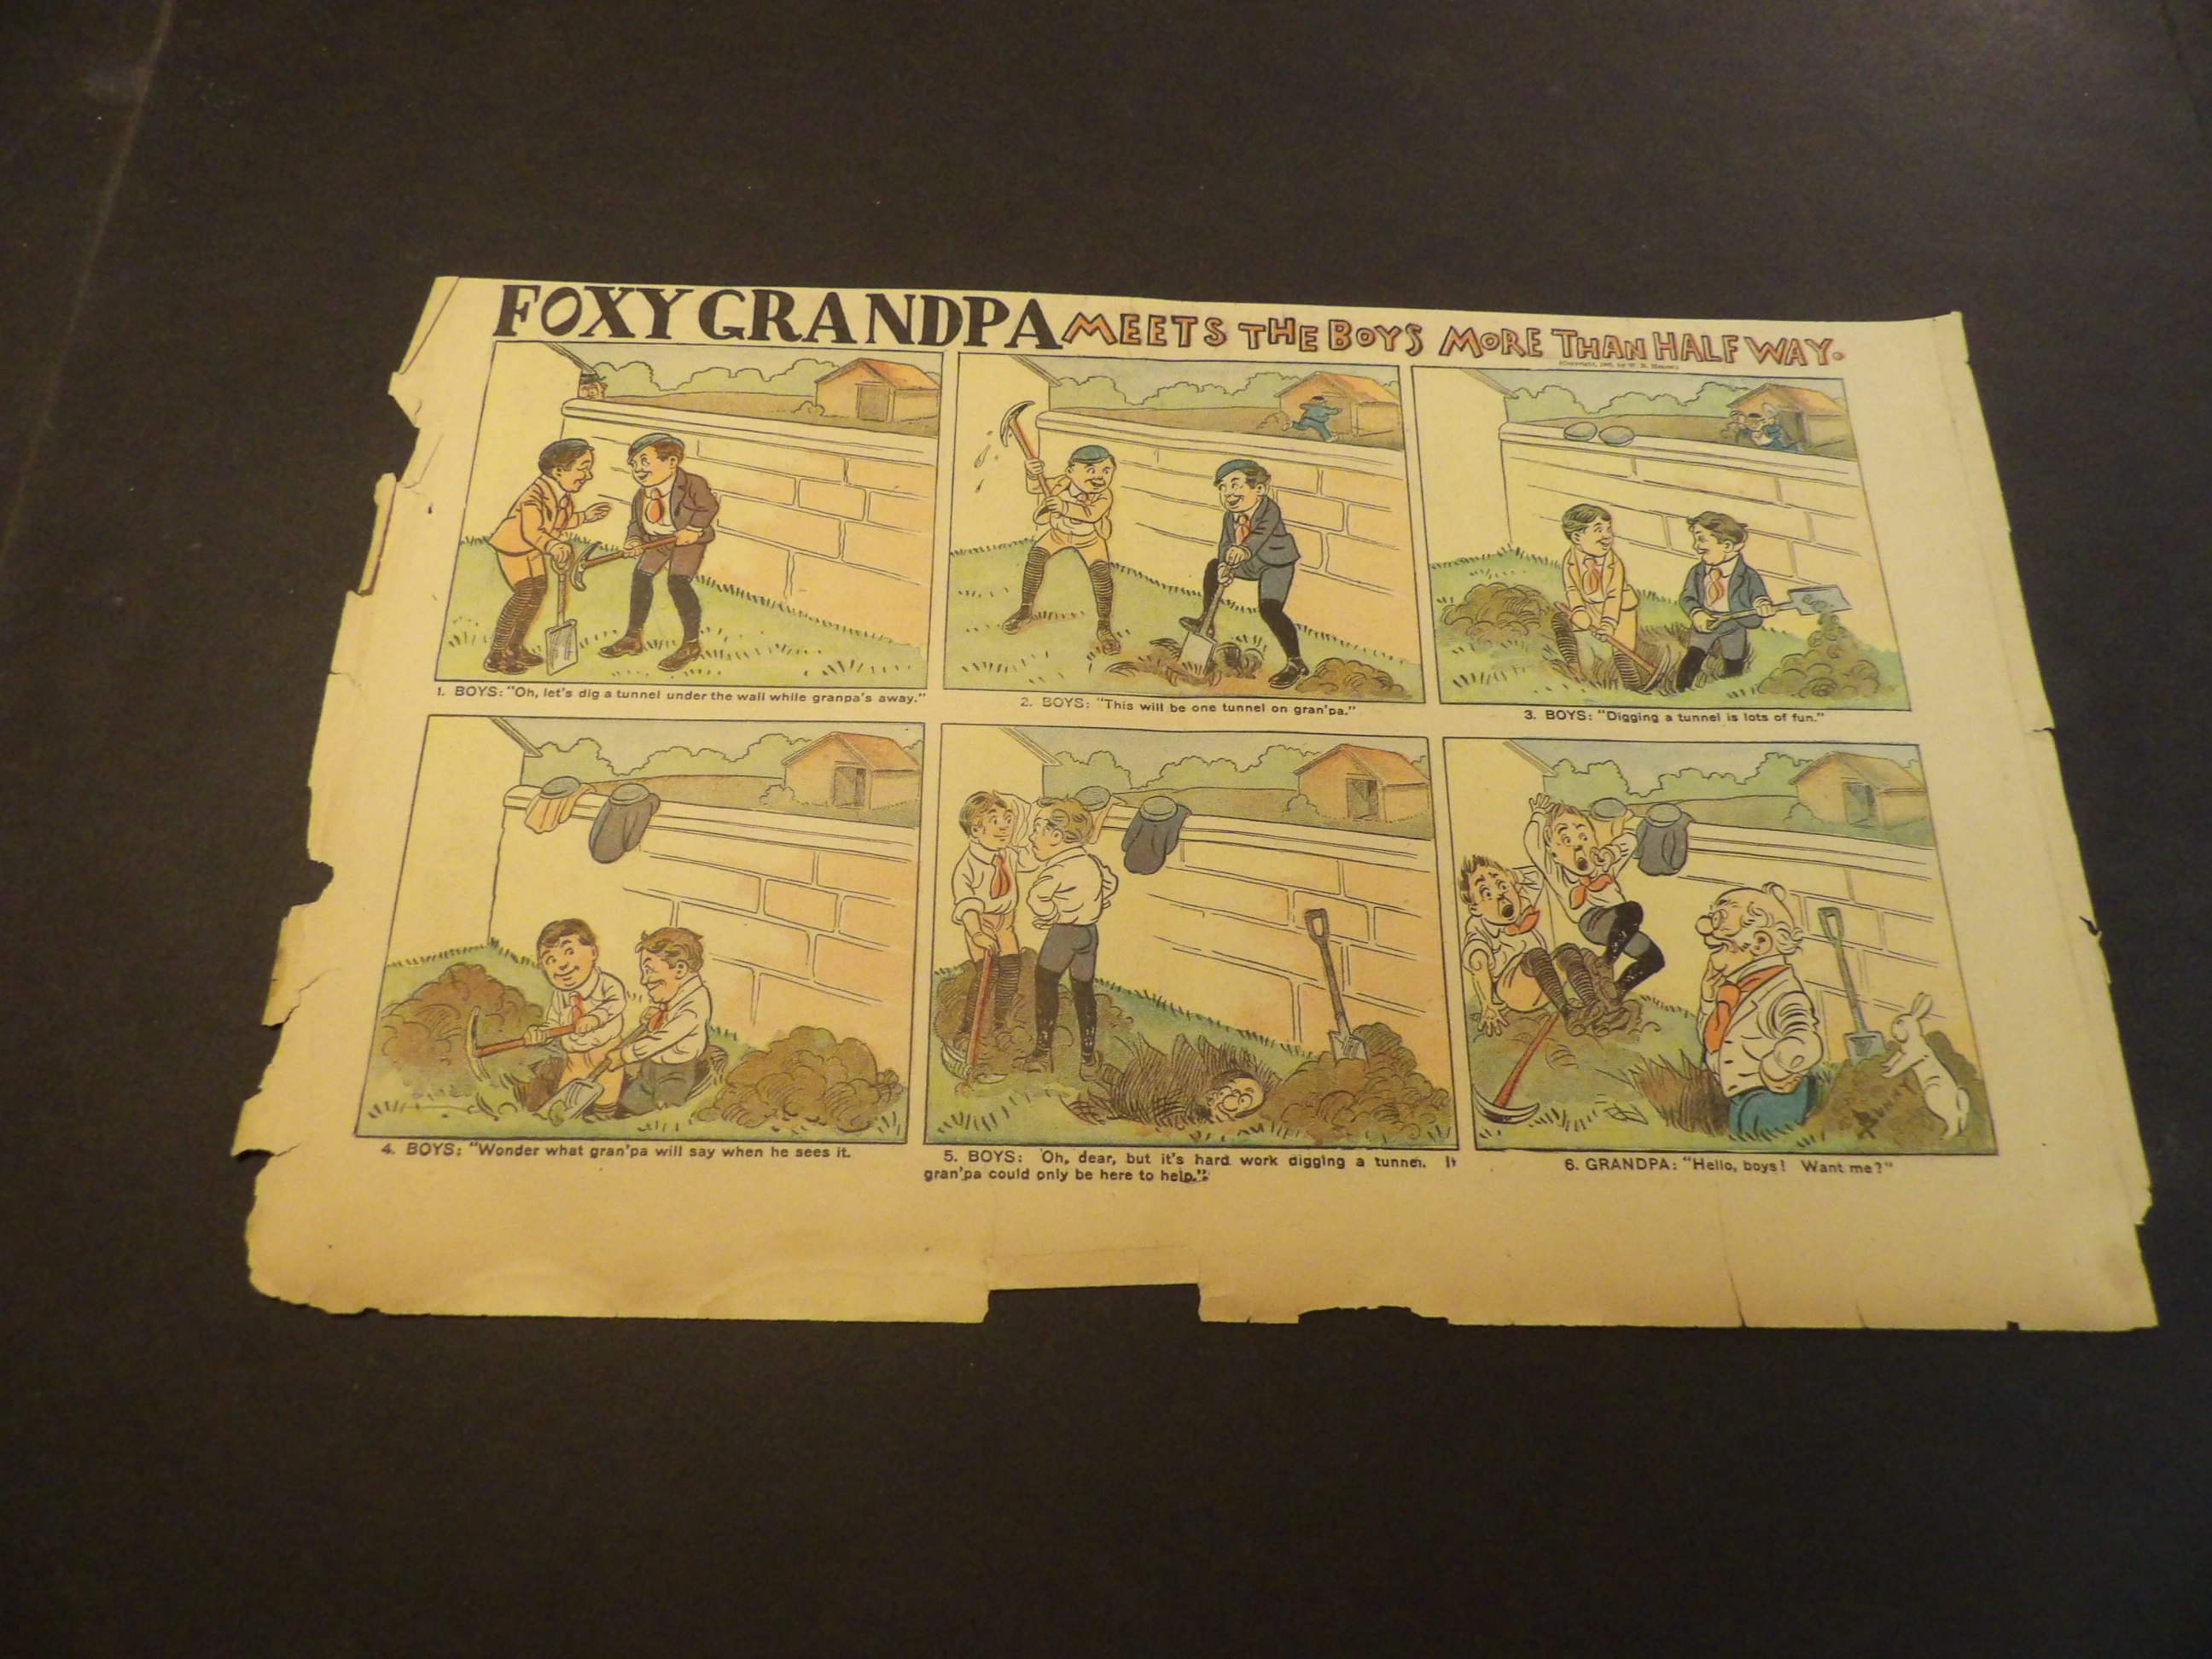 FOXY GRANDPA MEETS THE BOYS MORE THAN HALF WAY.
1. BOYS: "Oh, let's dig a tunnel under the wall while granpa's away."
2. BOYS: "This will be one tunnel on gran'pa."
3. BOYS: "Digging a tunnel is lots of fun."
4. BOYS: "Wonder what gran'pa will say when he sees it.
5. BOYS: "Oh, dear, but it's hard work digging a tunnel. If
gran'pa could only be here to help."
BUNNY
6. GRANDPA: "Hello, boys! Want me?"